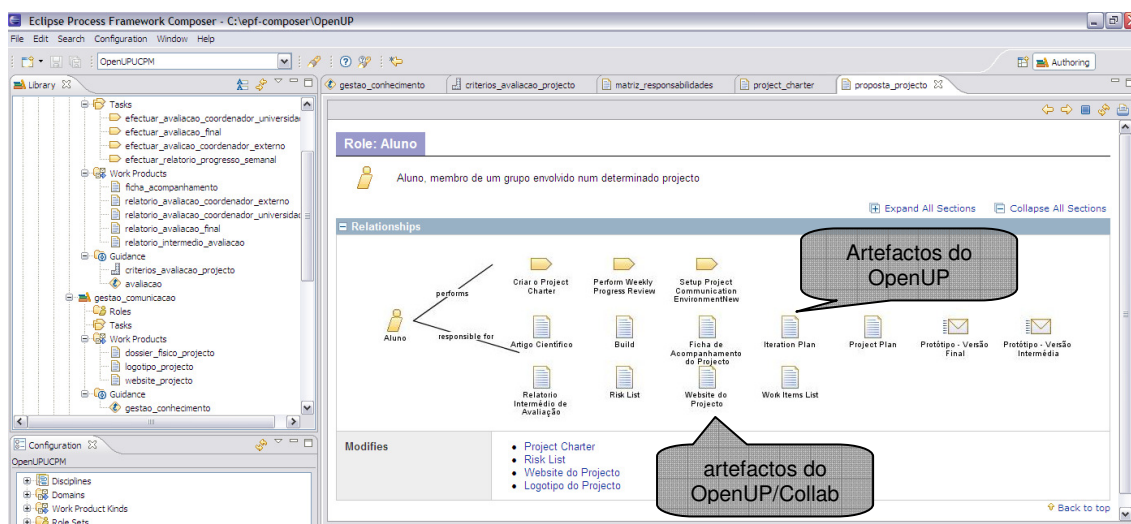 Eclipse Process Framework Composer - C:\epf-composer\OpenUP
File Edit Search Configuration Window Help
OpenUPUCPM
Authoring
Library
gestao_conhecimento
criterios_avaliacao_projecto
matriz_responsabilidades
project_charter
proposta_projecto
Tasks
efectuar_avaliacao_coordenador_universida
efectuar_avaliacao_final
efectuar_avalicao_coordenador_externo
efectuar_relatorio_progresso_semanal
Work Products
ficha_acompanhamento
relatorio_avaliacao_coordenador_externo
relatorio_avaliacao_coordenador_universidac
relatorio_avaliacao_final
relatorio_intermedio_avaliacao
Guidance
criterios_avaliacao_projecto
avaliacao
gestao_comunicacao
Roles
Tasks
Work Products
dossier_fisico_projecto
logotipo_projecto
website_projecto
Guidance
gestao_conhecimento
Configuration
OpenUPUCPM
Disciplines
Domains
Work Product Kinds
Role Sets
Role: Aluno
Aluno, membro de um grupo envolvido num determinado projecto
Expand All Sections Collapse All Sections
Relationships
Artefactos do
OpenUP
performs
Criar o Project
Charter
Perform Weekly
Progress Review
Setup Project
Communication
EnvironmentNew
Aluno
responsible for
Artigo Científico
Build
Ficha de
Acompanhamento
do Projecto
Iteration Plan
Project Plan
Protótipo - Versão
Final
Protótipo - Versão
Intermédia
Relatorio
Intermédio de
Avaliação
Risk List
Website do
Projecto
Work Items List
Modifies
Project Charter
Risk List
Website do Projecto
Logotipo do Projecto
artefactos do
OpenUP/Collab
Back to top